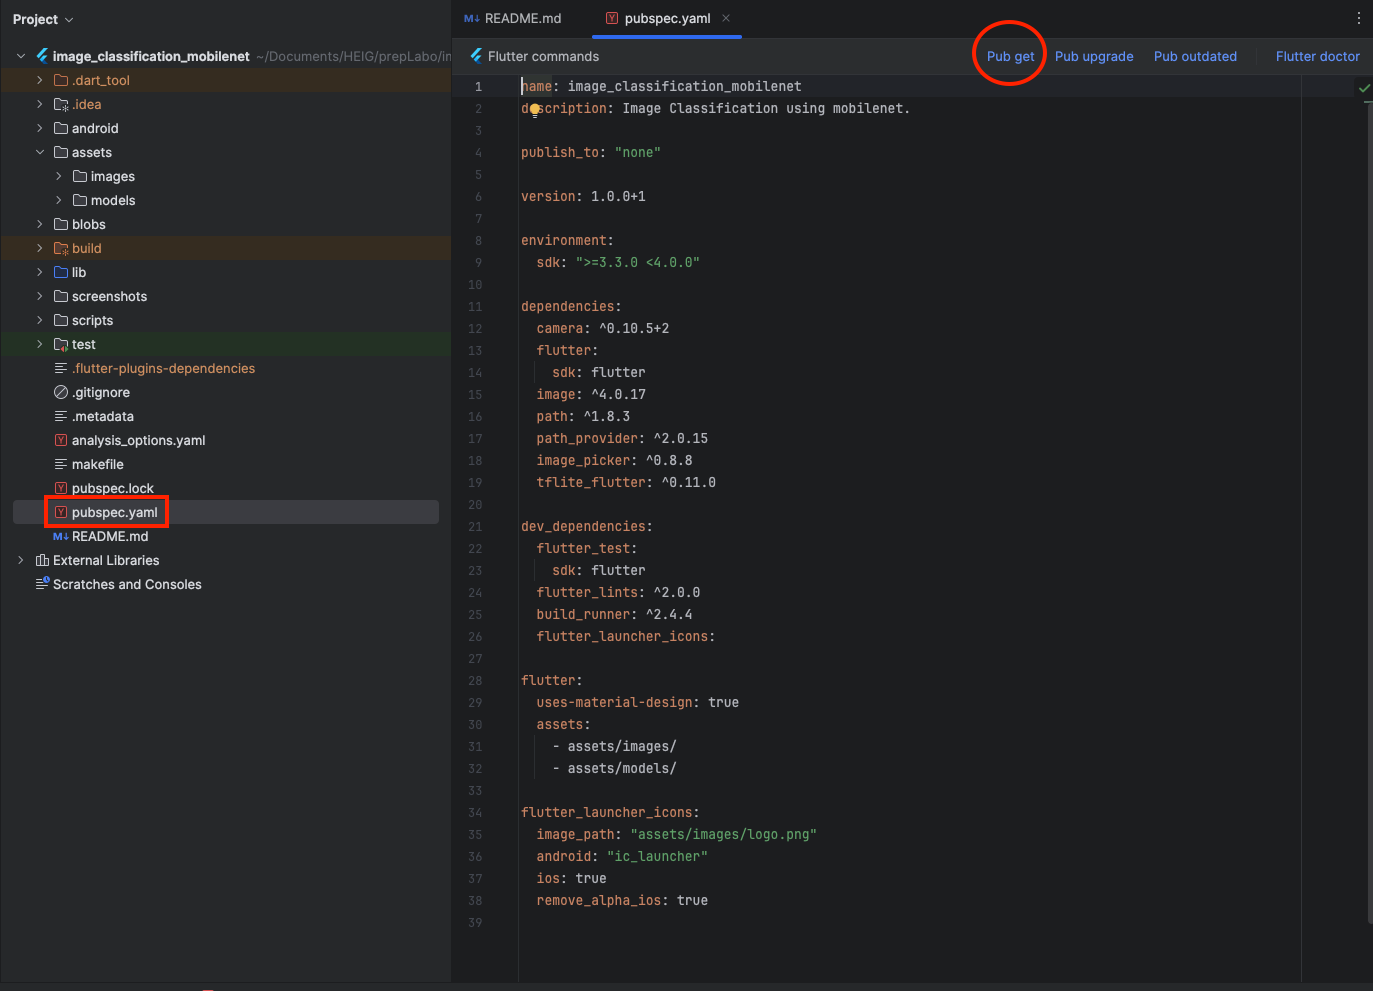 Project
image_classification_mobilenet ~/Documents/HEIG/prepLabo/in
.dart_tool
.idea
android
assets
images
models
blobs
build
lib
screenshots
scripts
test
.flutter-plugins-dependencies
.gitignore
.metadata
analysis_options.yaml
makefile
pubspec.lock
pubspec.yaml
README.md
External Libraries
Scratches and Consoles
README.md
pubspec.yaml
Flutter commands
Pub get
Pub upgrade
Pub outdated
Flutter doctor
1 name: image_classification_mobilenet
2 description: Image Classification using mobilenet.
3
4 publish_to: "none"
5
6 version: 1.0.0+1
7
8 environment:
9 sdk: ">=3.3.0 <4.0.0"
10
11 dependencies:
12 camera: ^0.10.5+2
13 flutter:
14 sdk: flutter
15 image: ^4.0.17
16 path: ^1.8.3
17 path_provider: ^2.0.15
18 image_picker: ^0.8.8
19 tflite_flutter: ^0.11.0
20
21 dev_dependencies:
22 flutter_test:
23 sdk: flutter
24 flutter_lints: ^2.0.0
25 build_runner: ^2.4.4
26 flutter_launcher_icons:
27
28 flutter:
29 uses-material-design: true
30 assets:
31 - assets/images/
32 - assets/models/
33
34 flutter_launcher_icons:
35 image_path: "assets/images/logo.png"
36 android: "ic_launcher"
37 ios: true
38 remove_alpha_ios: true
39